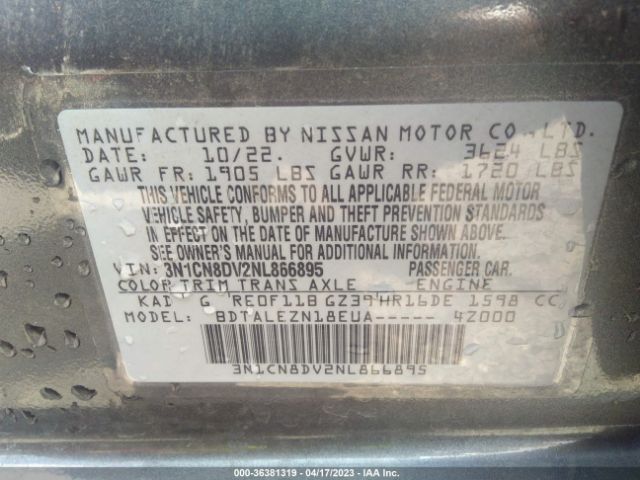 MANUFACTURED BY NISSAN MOTOR CO., LTD.
DATE: 10/22. GVWR: 3624 LBS
GAWR FR: 1905 LBS GAWR RR: 1720 LBS
THIS VEHICLE CONFORMS TO ALL APPLICABLE FEDERAL MOTOR
VEHICLE SAFETY, BUMPER AND THEFT PREVENTION STANDARDS
IN EFFECT ON THE DATE OF MANUFACTURE SHOWN ABOVE.
SEE OWNER'S MANUAL FOR ADDITIONAL INFORMATION.
VIN: 3N1CN8DV2NL866895 PASSENGER CAR.
COLOR TRIM TRANS AXLE ENGINE
KAD G RE0F11B GZ39 HR16DE 1598 CC
MODEL: BDTALEZN18EUA----- 4Z000
3N1CN8DV2NL866895
000-36381319 - 04/17/2023 - IAA Inc.